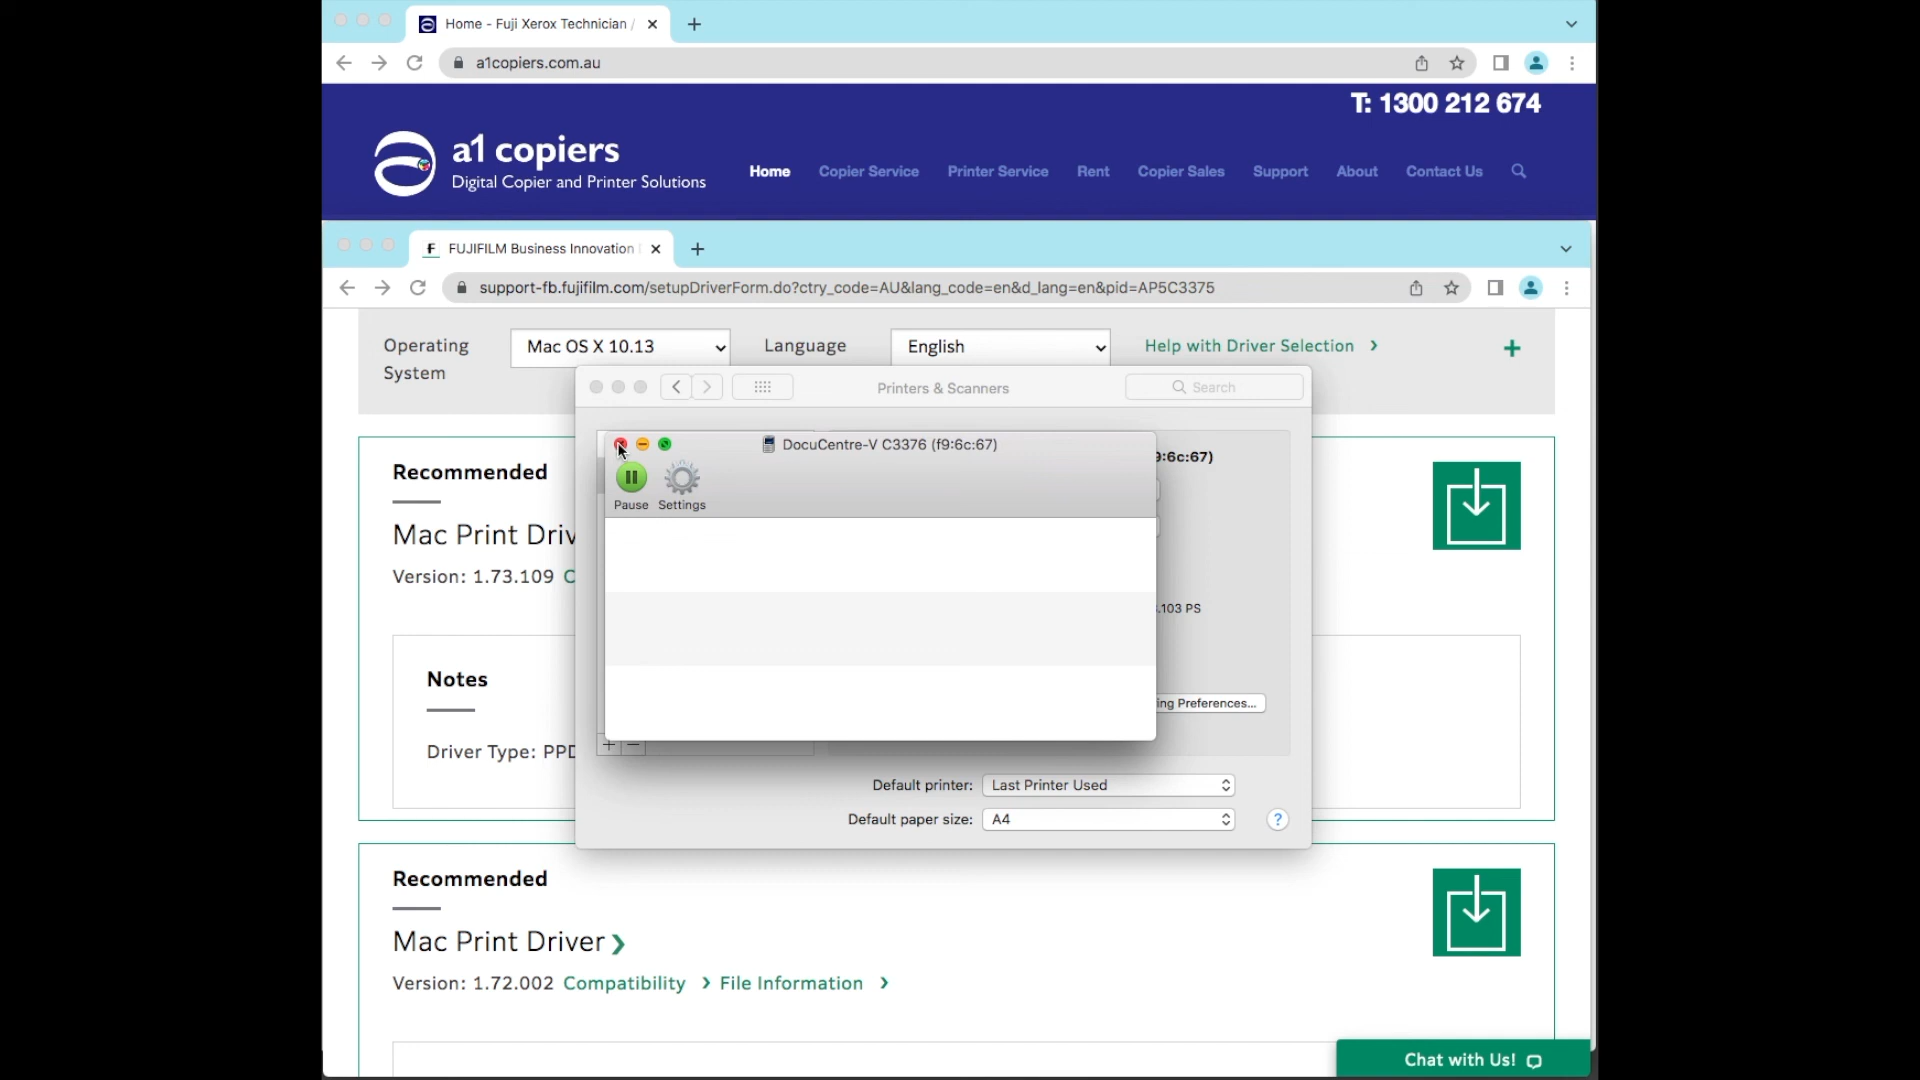 Home - Fuji Xerox Technician /
a1copiers.com.au
T: 1300 212 674
a1 copiers
Digital Copier and Printer Solutions
Home Copier Service Printer Service Rent Copier Sales Support About Contact Us
F FUJIFILM Business Innovation
support-fb.fujifilm.com/setupDriverForm.do?ctry_code=AU&lang_code=en&d_lang=en&pid=AP5C3375
Operating System
Mac OS X 10.13
Language
English
Help with Driver Selection
Printers & Scanners
Search
DocuCentre-V C3376 (f9:6c:67)
9:6c:67)
Pause Settings
.103 PS
ing Preferences...
Default printer: Last Printer Used
Default paper size: A4
?
Recommended
Mac Print Driv
Version: 1.73.109 C
Notes
Driver Type: PPD
Recommended
Mac Print Driver
Version: 1.72.002 Compatibility File Information
Chat with Us!